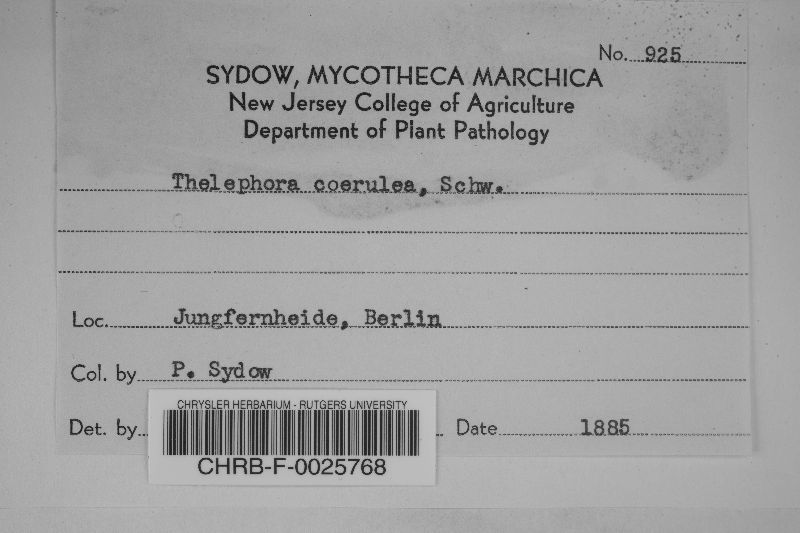 No. 925
SYDOW, MYCOTHECA MARCHICA
New Jersey College of Agriculture
Department of Plant Pathology
Thelephora coerulea, Schw.
Loc. Jungfernheide, Berlin
Col. by P. Sydow
Det. by
Date 1885
CHRYSLER HERBARIUM - RUTGERS UNIVERSITY
CHRB-F-0025768